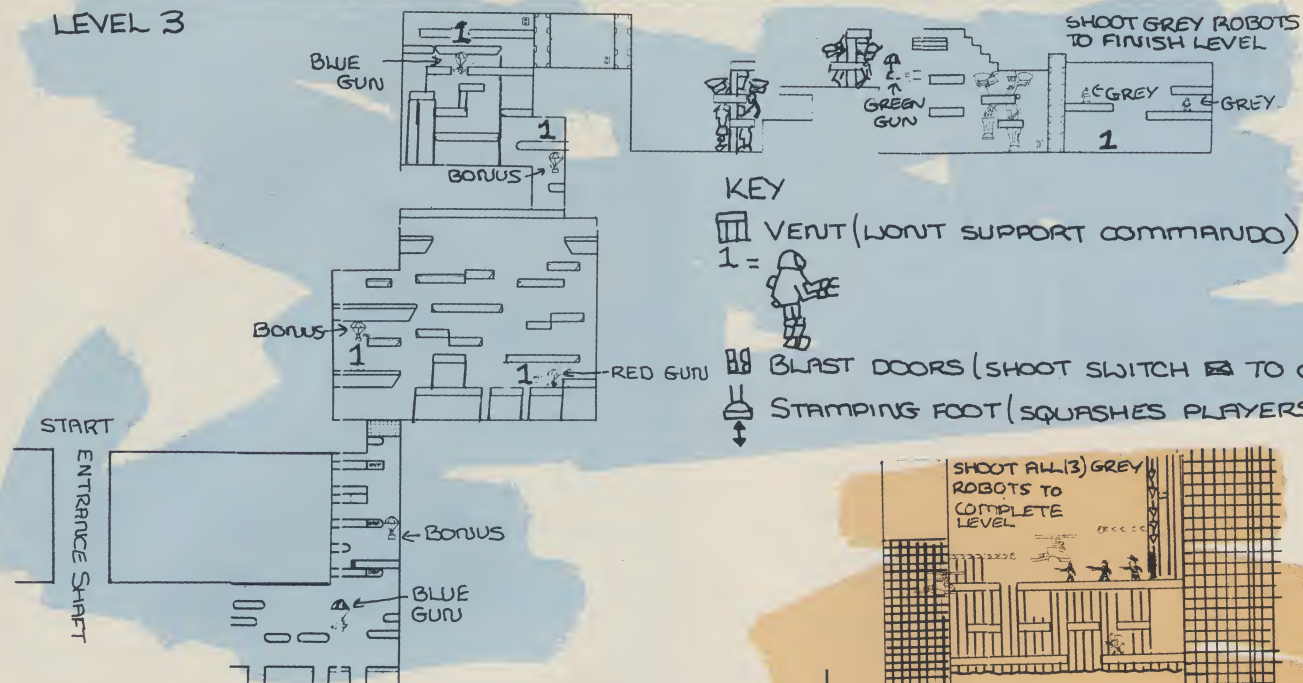 LEVEL 3
1
BLUE
GUN
1
BONUS
SHOOT GREY ROBOTS
TO FINISH LEVEL
GREEN
GUN
GREY
GREY
1
KEY
VENT (WONT SUPPORT COMMANDO)
1 =
BLAST DOORS (SHOOT SWITCH TO
STAMPING FOOT (SQUASHES PLAYERS
BONUS
1
1
RED GUN
START
ENTRANCE SHAFT
BONUS
BLUE
GUN
SHOOT ALL (3) GREY
ROBOTS TO
COMPLETE
LEVEL